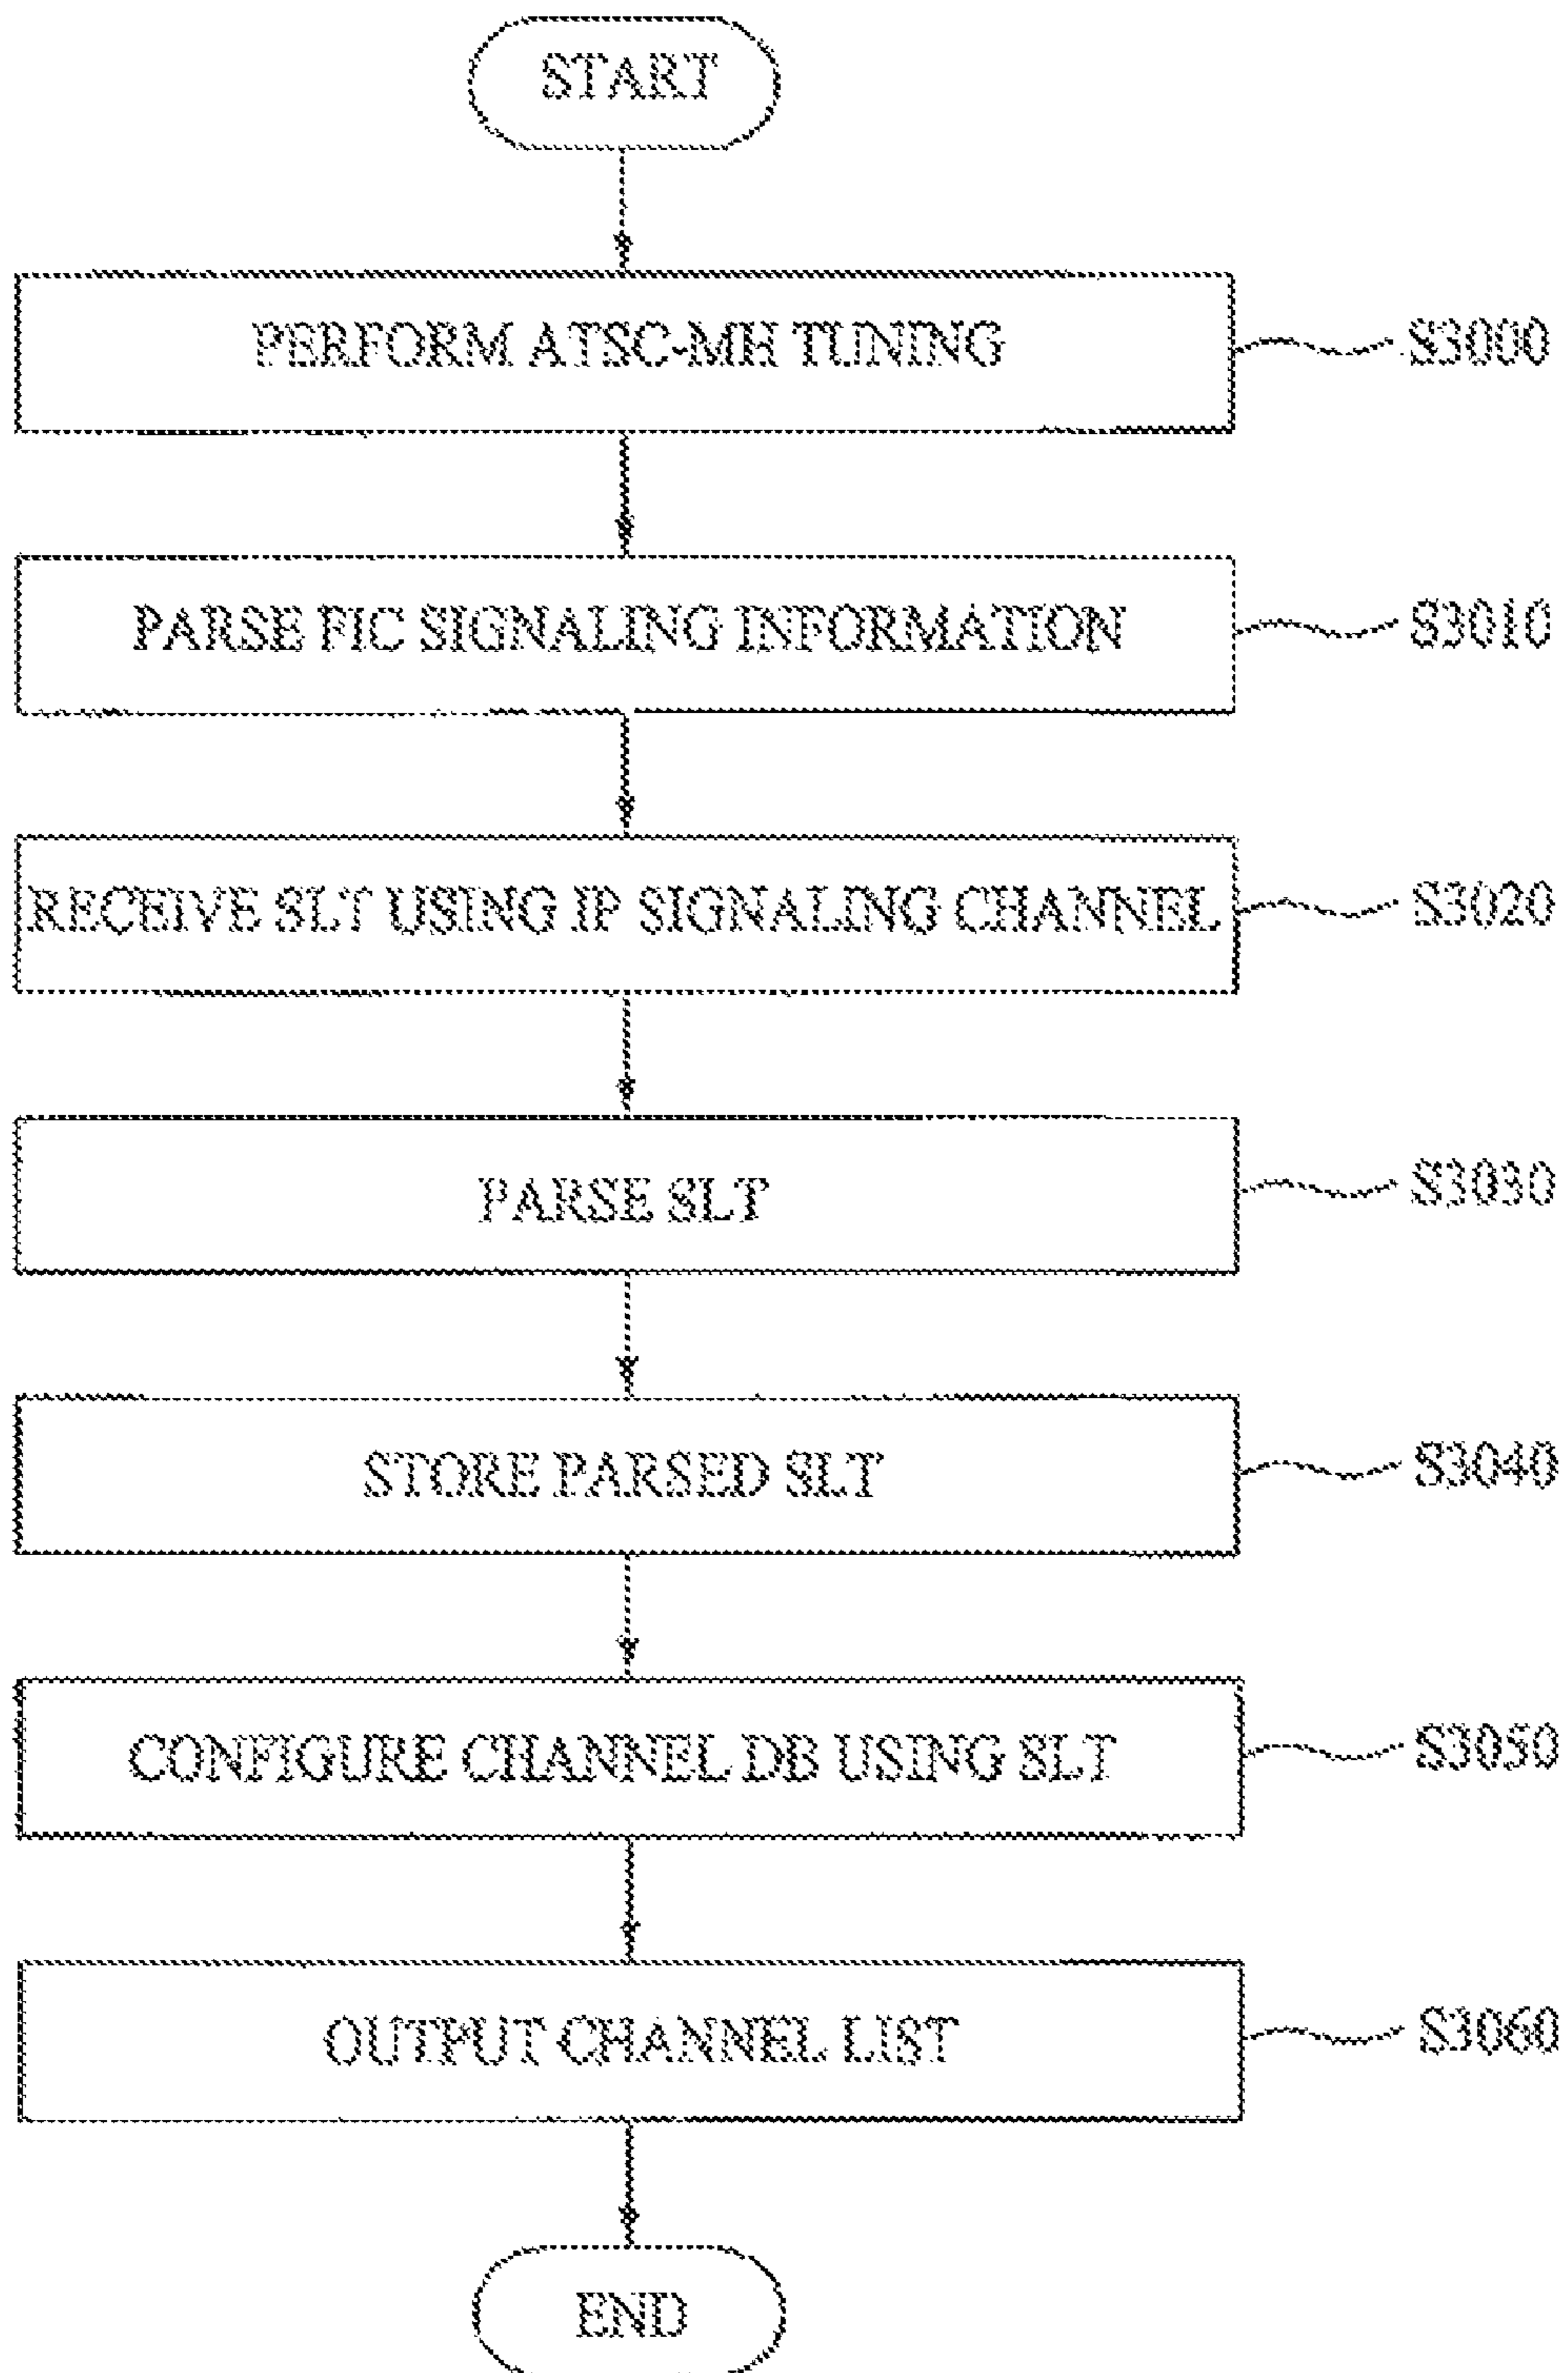 START
PERFORM ATSC-MH TUNING
S3000
PARSE FIC SIGNALING INFORMATION
S3010
RECEIVE SLT USING IP SIGNALING CHANNEL
S3020
PARSE SLT
S3030
STORE PARSED SLT
S3040
CONFIGURE CHANNEL DB USING SLT
S3050
OUTPUT CHANNEL LIST
S3060
END